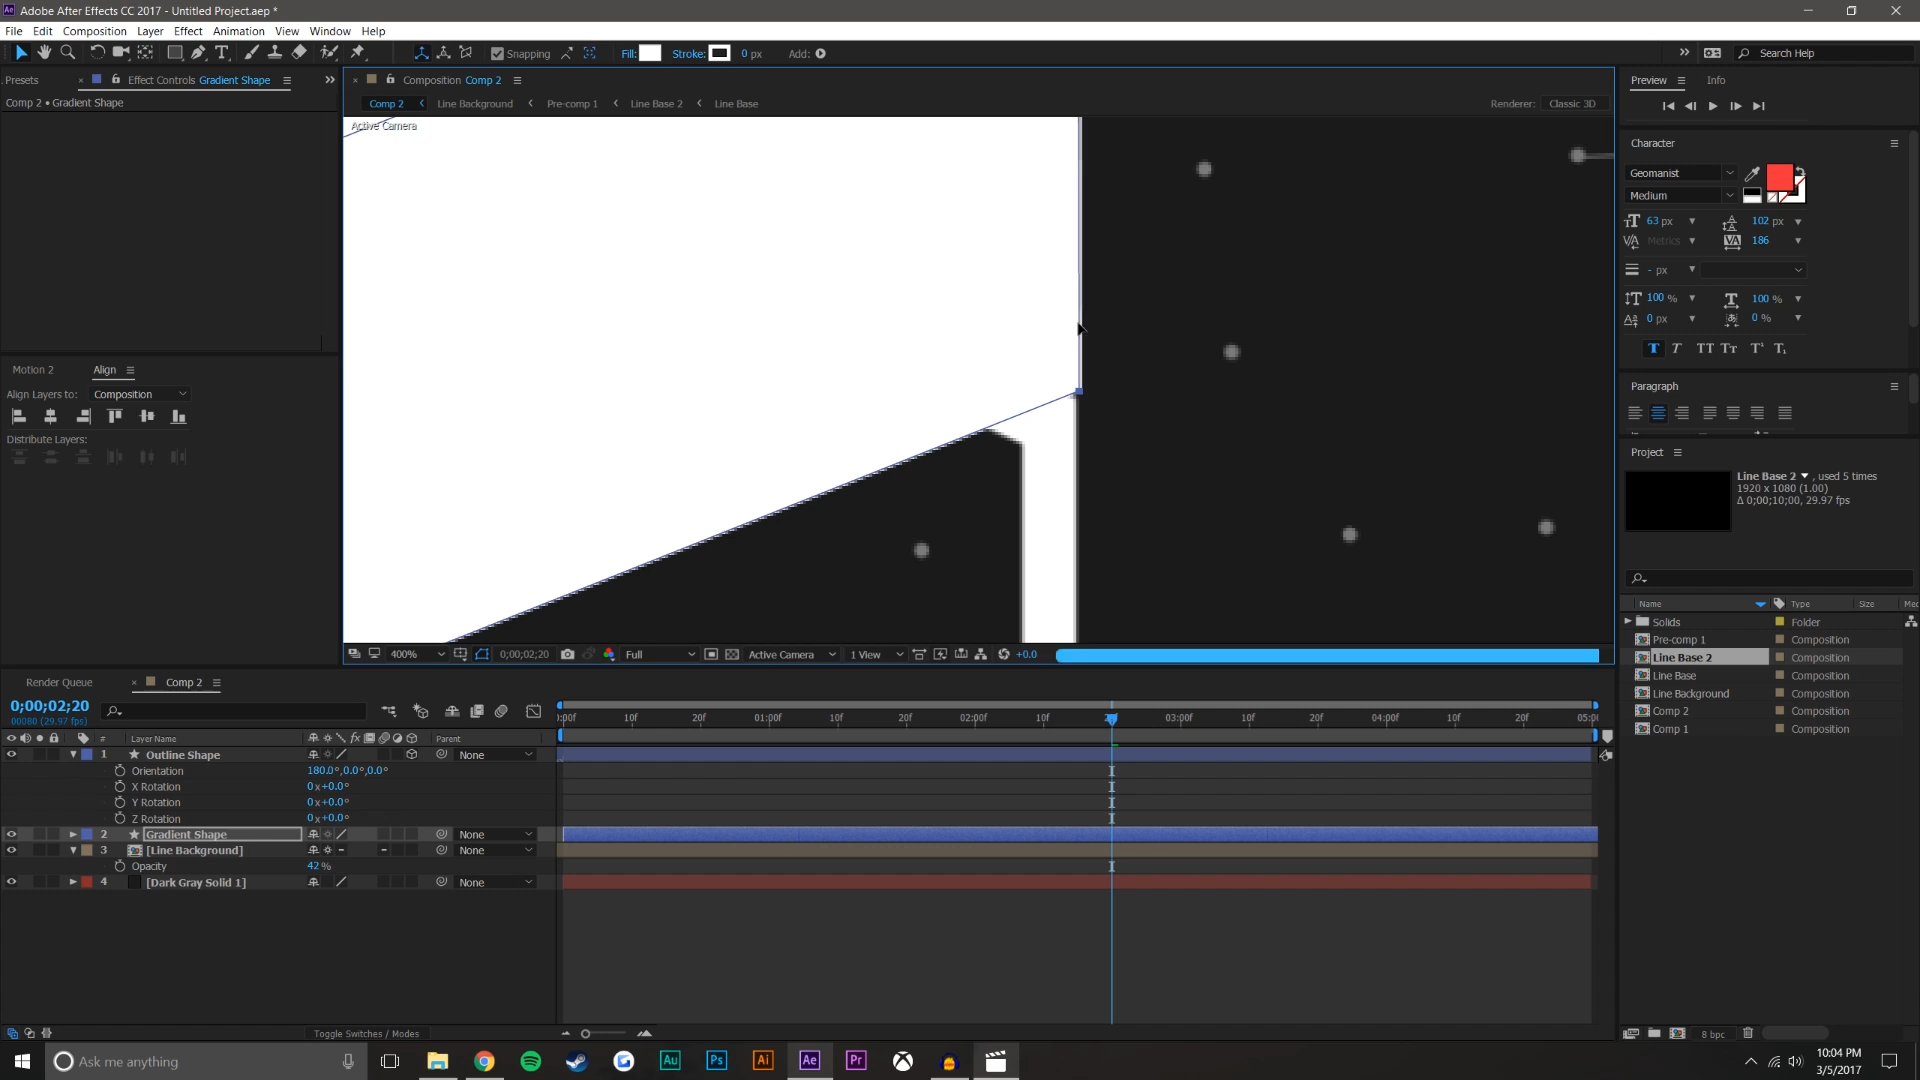 Adobe After Effects CC 2017 - Untitled Project.aep *
File Edit Composition Layer Effect Animation View Window Help
Snapping Fill: Stroke: 0 px Add: Search Help
Presets Effect Controls Gradient Shape
Composition Comp 2
Preview Info
Comp 2 • Gradient Shape
Comp 2 Line Background Pre-comp 1 Line Base 2 Line Base
Renderer: Classic 3D
Active Camera
Character
Geomanist
Medium
63 px 102 px
Metrics 186
- px
100 % 100 %
0 px 0 %
Motion 2 Align
Align Layers to: Composition
Distribute Layers:
Paragraph
Project
Line Base 2 , used 5 times
1920 x 1080 (1.00)
Δ 0;00;10;00, 29.97 fps
Name Type Size
Solids Folder
Pre-comp 1 Composition
Line Base 2 Composition
Line Base Composition
Line Background Composition
Comp 2 Composition
Comp 1 Composition
8 bpc
400% 0;00;02;20 Full Active Camera 1 View +0.0
Render Queue Comp 2
0;00;02;20
00080 (29.97 fps)
10f 20f 01:00f 10f 20f 02:00f 10f 03:00f 10f 20f 04:00f 10f 20f
# Layer Name Parent
1 Outline Shape None
Orientation 180.0°,0.0°,0.0°
X Rotation 0x+0.0°
Y Rotation 0x+0.0°
Z Rotation 0x+0.0°
2 Gradient Shape None
3 [Line Background] None
Opacity 42%
4 [Dark Gray Solid 1] None
Toggle Switches / Modes
Ask me anything
Au Ps Ai Ae Pr
10:04 PM
3/5/2017